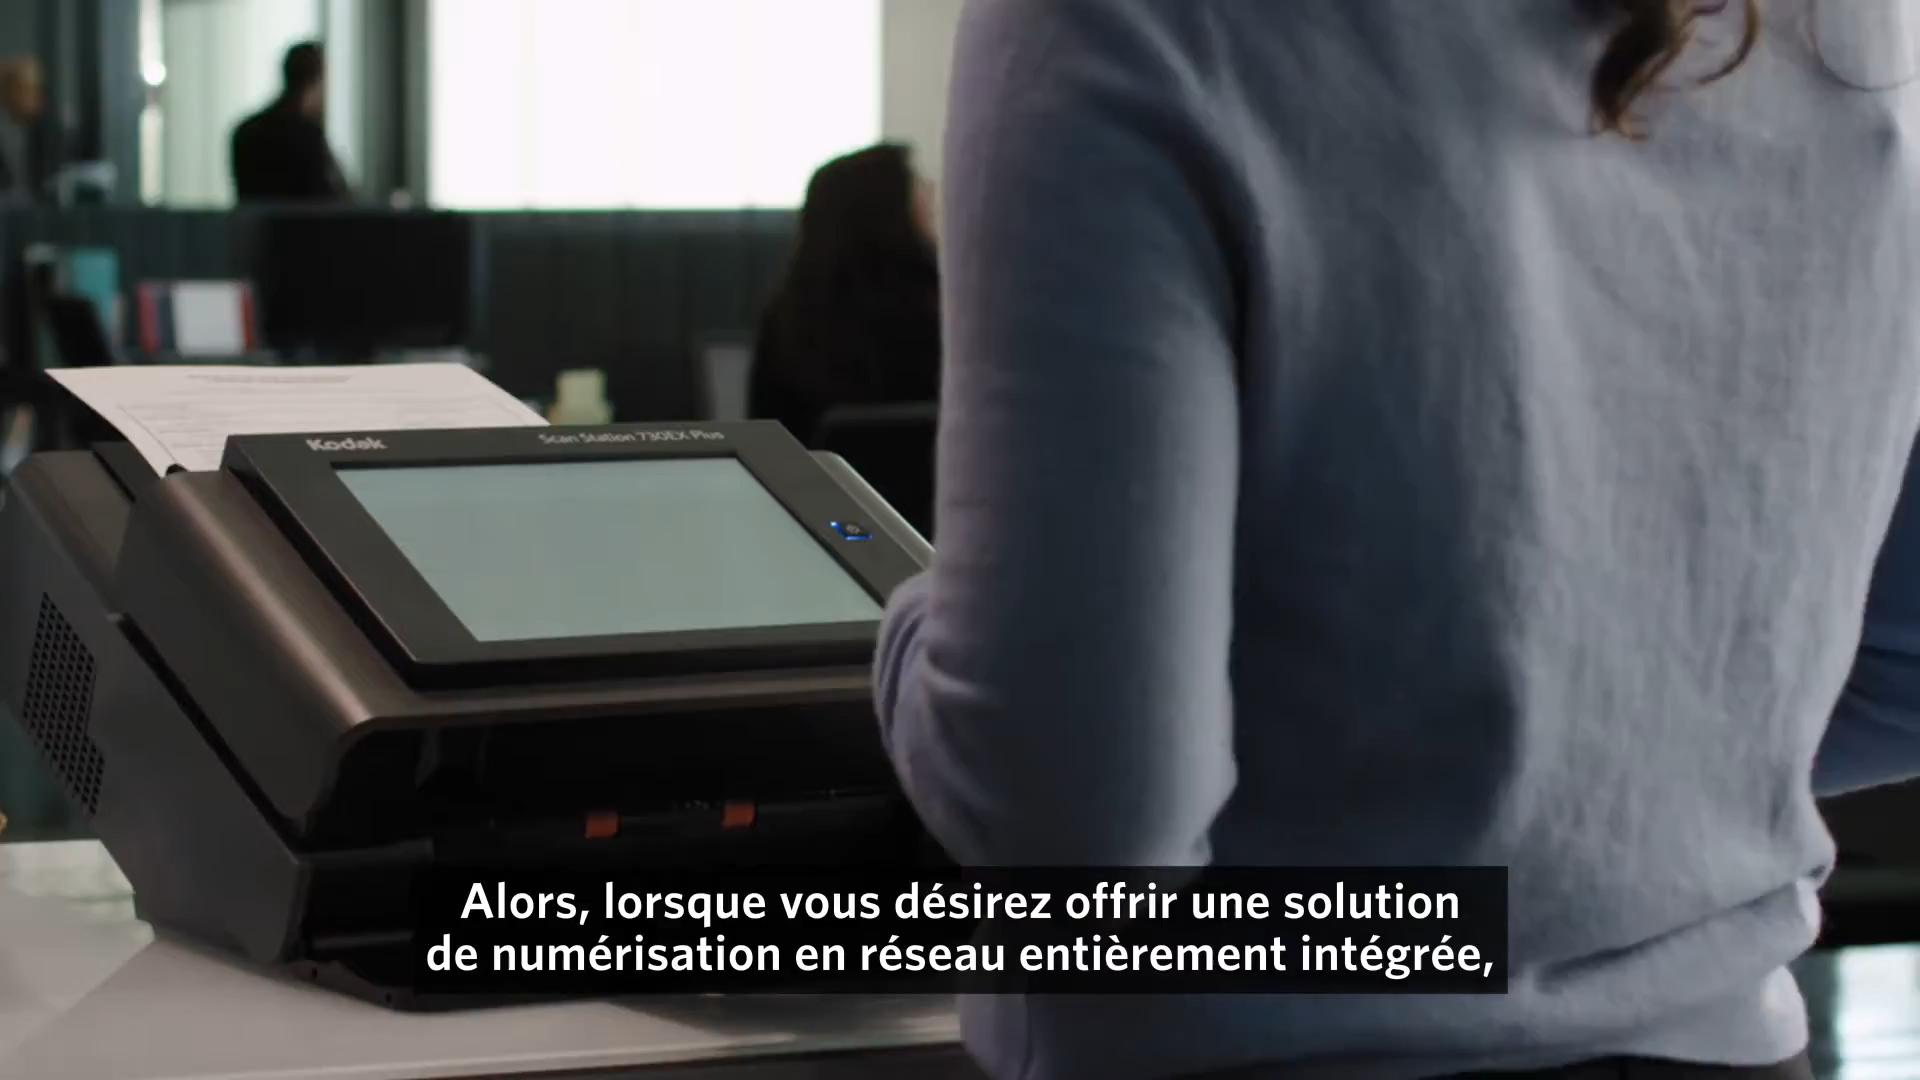 Kodak
Scan Station 730EX Plus
Alors, lorsque vous désirez offrir une solution
de numérisation en réseau entièrement intégrée,